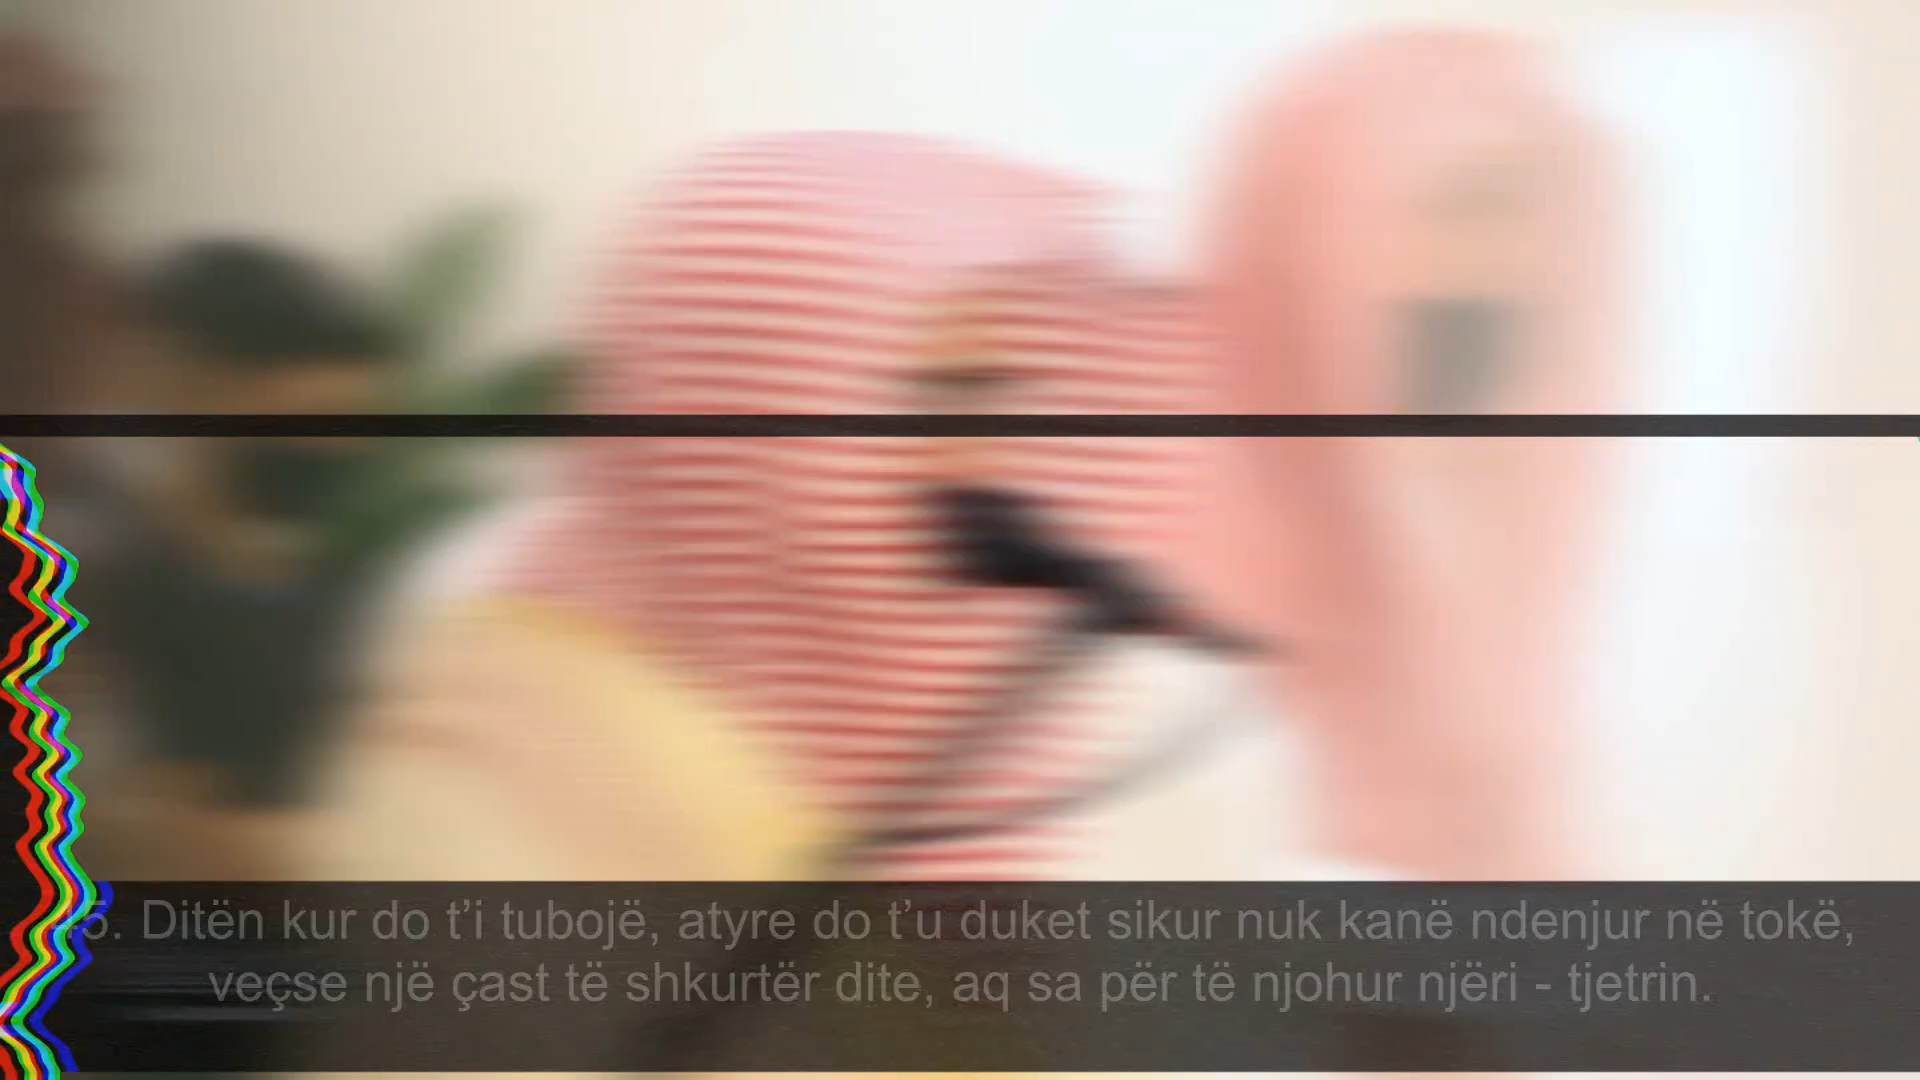 45. Ditën kur do t’i tubojë, atyre do t’u duket sikur nuk kanë ndenjur në tokë,
veçse një çast të shkurtër dite, aq sa për të njohur njëri - tjetrin.